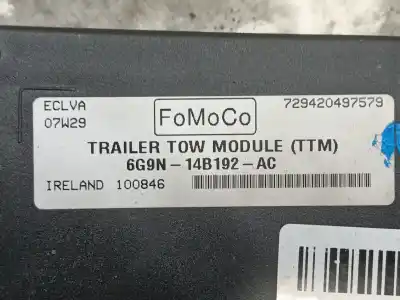 ECLVA
07W29
FoMoCo
729420497579
TRAILER TOW MODULE (TTM)
6G9N-14B192-AC
IRELAND 100846